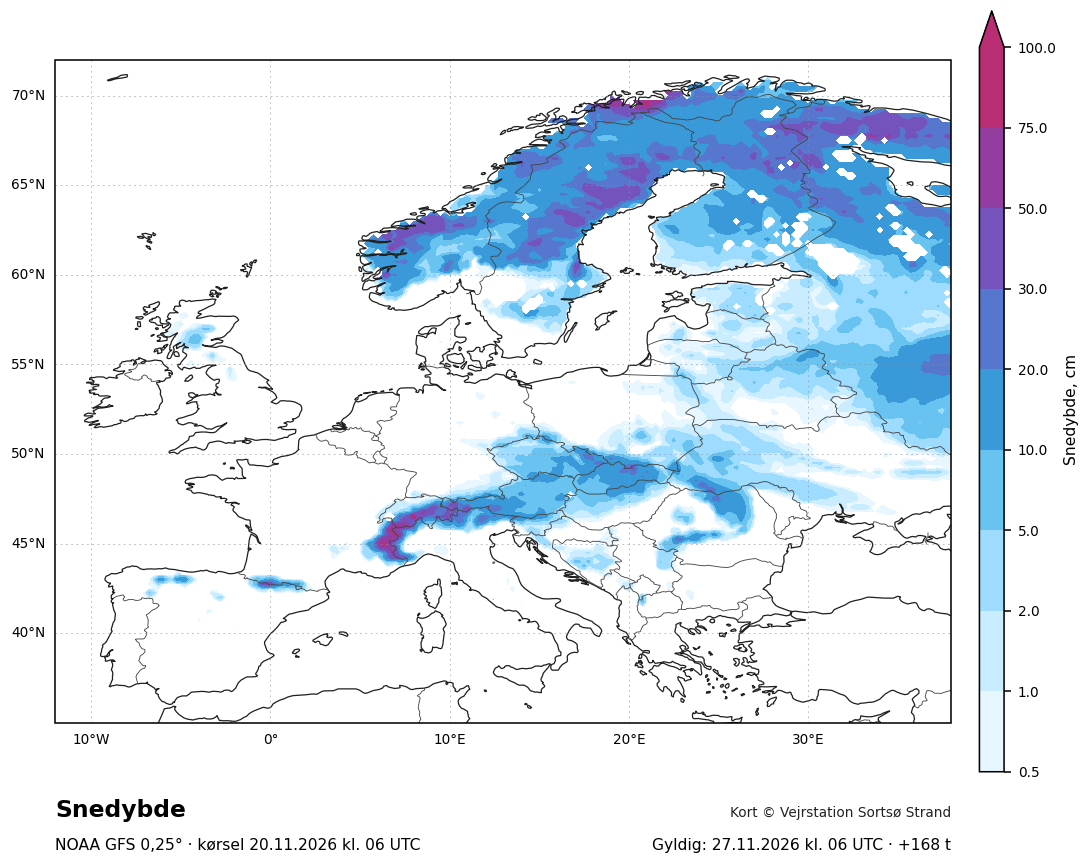 100.0
75.0
50.0
30.0
20.0
10.0
5.0
2.0
1.0
0.5
Snedybde, cm
70°N
65°N
60°N
55°N
50°N
45°N
40°N
10°W 0° 10°E 20°E 30°E
Snedybde
Kort © Vejrstation Sortsø Strand
NOAA GFS 0,25° · kørsel 20.11.2026 kl. 06 UTC
Gyldig: 27.11.2026 kl. 06 UTC · +168 t